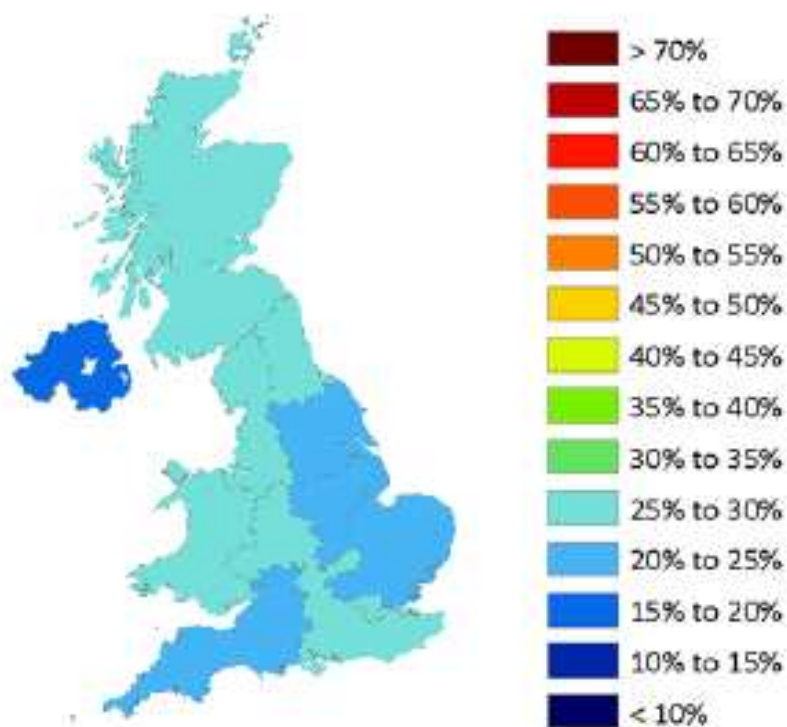 > 70%
65% to 70%
60% to 65%
55% to 60%
50% to 55%
45% to 50%
40% to 45%
35% to 40%
30% to 35%
25% to 30%
20% to 25%
15% to 20%
10% to 15%
< 10%